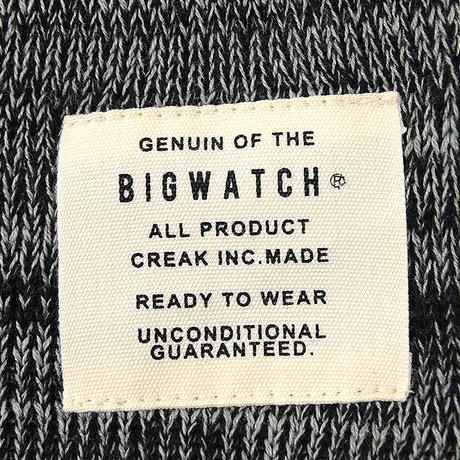 GENUIN OF THE
BIGWATCH®
ALL PRODUCT
CREAK INC.MADE
READY TO WEAR
UNCONDITIONAL
GUARANTEED.